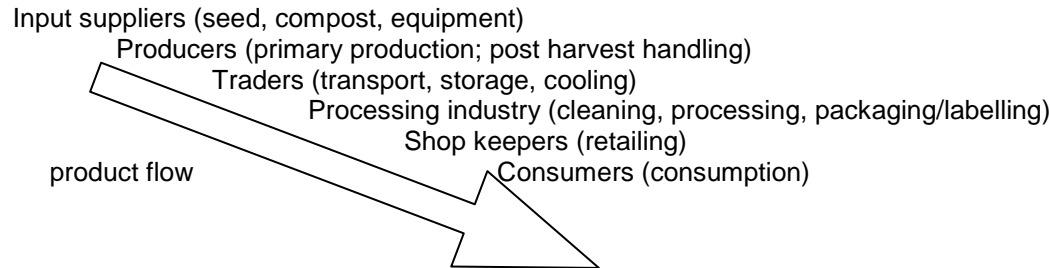 Input suppliers (seed, compost, equipment)
Producers (primary production; post harvest handling)
Traders (transport, storage, cooling)
Processing industry (cleaning, processing, packaging/labelling)
Shop keepers (retailing)
product flow
Consumers (consumption)